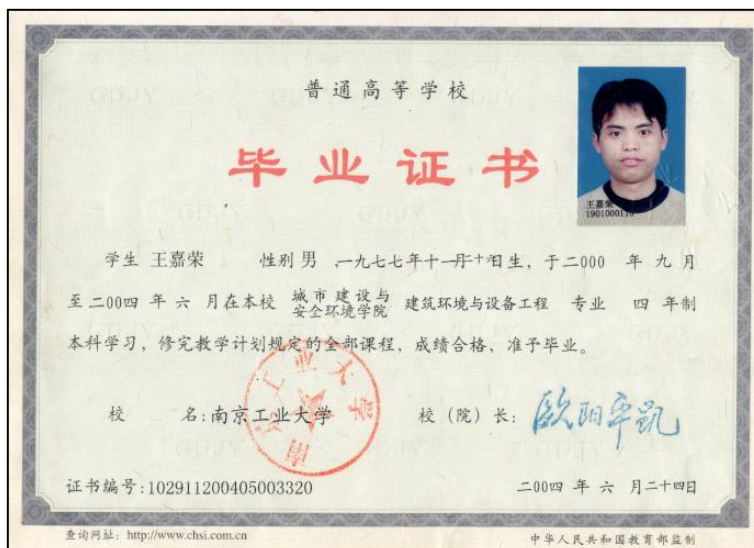 普通高等学校
毕业证书
王嘉荣
学生 王嘉荣 性别 男 ,一九七七年十一月十日生，于二000 年 九 月
至二00四 年 六 月在本校 城市建设与安全环境学院 建筑环境与设备工程 专业 四 年制
本科学习，修完教学计划规定的全部课程，成绩合格，准予毕业。
南京工业大学
校 名:南京工业大学 校（院）长: 欧阳平凯
证书编号:102911200405003320 二00四 年 六 月二十四日
查询网址: http://www.chsi.com.cn 中华人民共和国教育部监制